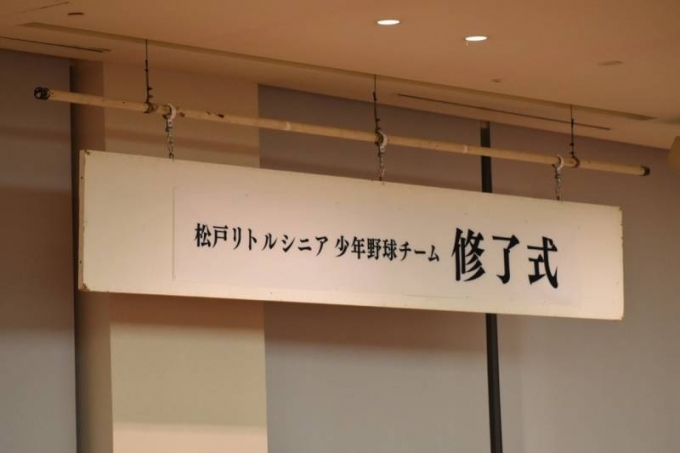 松戸リトルシニア 少年野球チーム 修了式